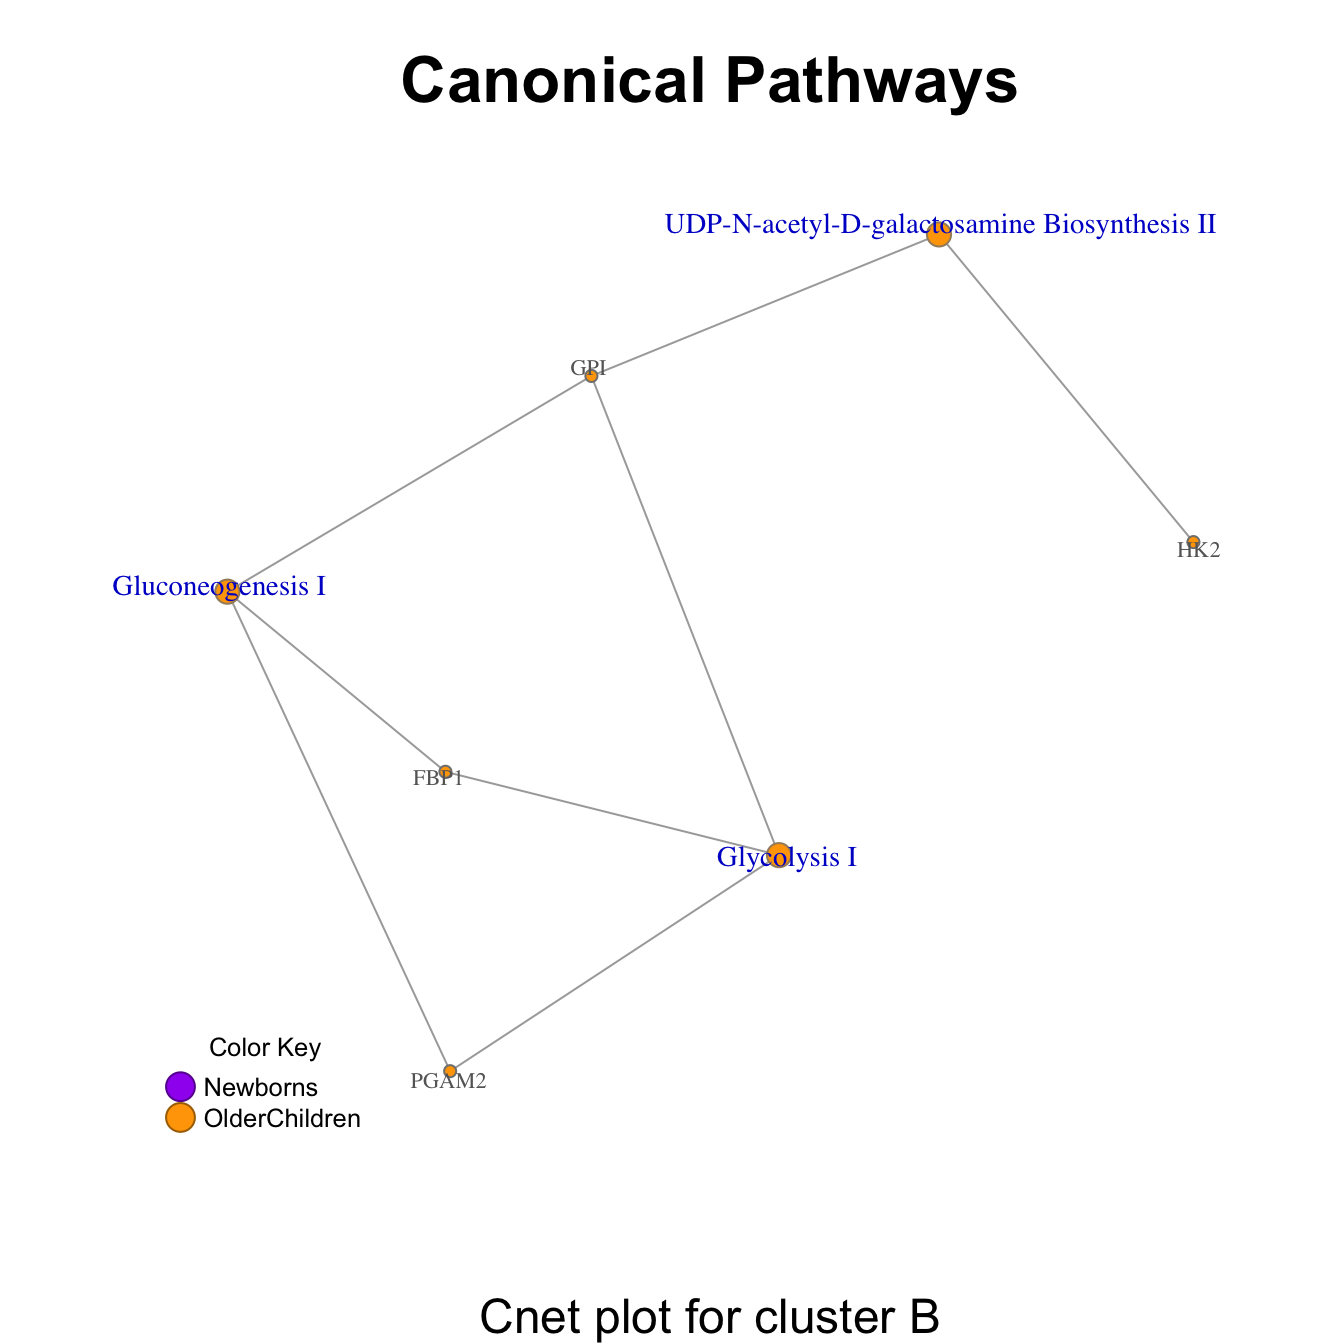 Canonical Pathways
UDP-N-acetyl-D-galactosamine Biosynthesis II
GPI
HK2
Gluconeogenesis I
FBP1
Glycolysis I
Color Key
PGAM2
Newborns
OlderChildren
Cnet plot for cluster B